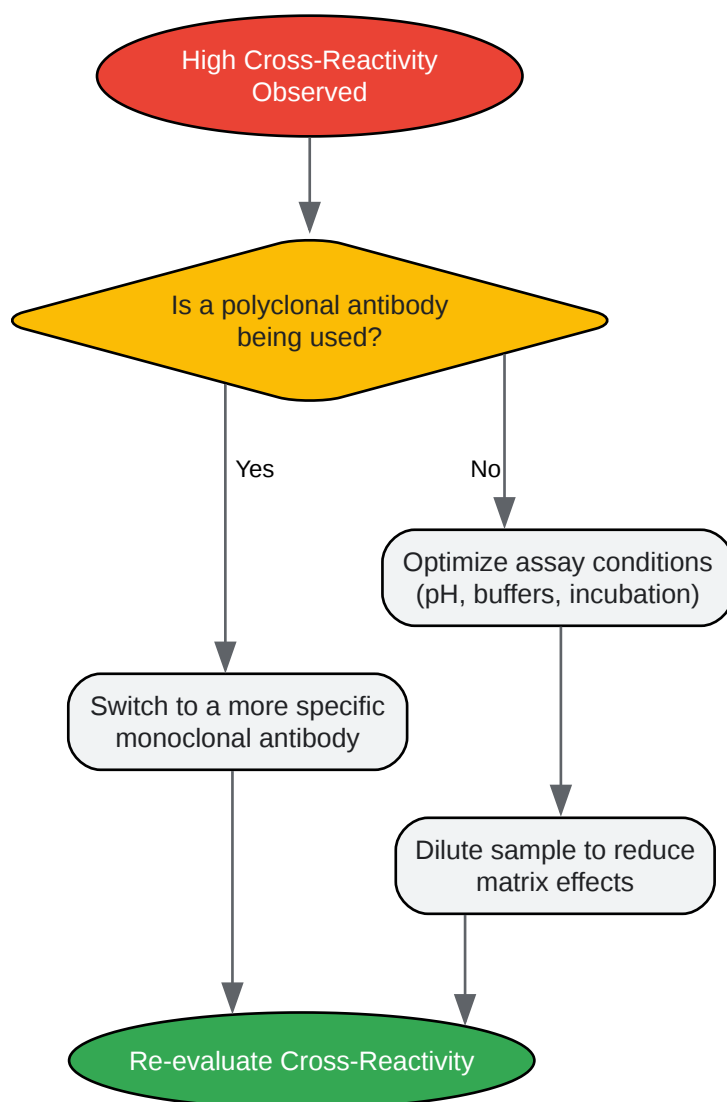 High Cross-Reactivity
Observed
Is a polyclonal antibody
being used?
Yes
No
Optimize assay conditions
(pH, buffers, incubation)
Switch to a more specific
monoclonal antibody
Dilute sample to reduce
matrix effects
Re-evaluate Cross-Reactivity